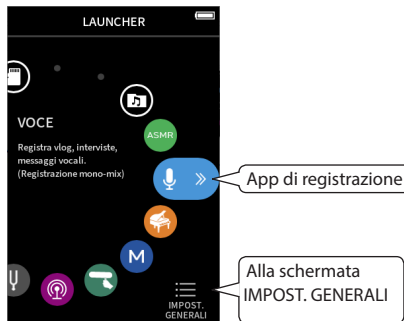 LAUNCHER
ASMR
VOCE
Registra vlog, interviste,
messaggi vocali.
(Registrazione mono-mix)
App di registrazione
M
Alla schermata
IMPOST. GENERALI
IMPOST.
GENERALI